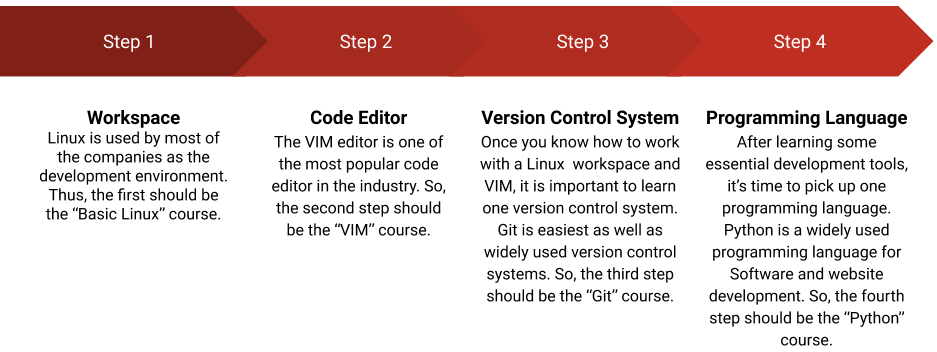 Step 1
Step 2
Step 3
Step 4
Workspace
Linux is used by most of
the companies as the
development environment.
Thus, the first should be
the “Basic Linux” course.
Code Editor
The VIM editor is one of
the most popular code
editor in the industry. So,
the second step should
be the “VIM” course.
Version Control System
Once you know how to work
with a Linux  workspace and
VIM, it is important to learn
one version control system.
Git is easiest as well as
widely used version control
systems. So, the third step
should be the “Git” course.
Programming Language
After learning some
essential development tools,
it’s time to pick up one
programming language.
Python is a widely used
programming language for
Software and website
development. So, the fourth
step should be the “Python”
course.